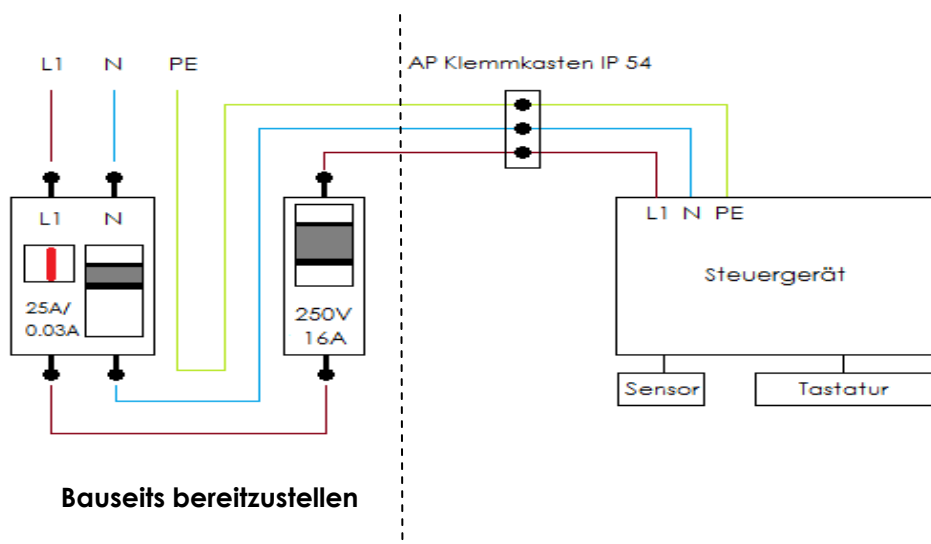 L1 N PE
AP Klemmkasten IP 54
L1 N
25A/
0.03A
250V
16A
L1 N PE
Steuergerät
Sensor
Tastatur
Bauseits bereitzustellen